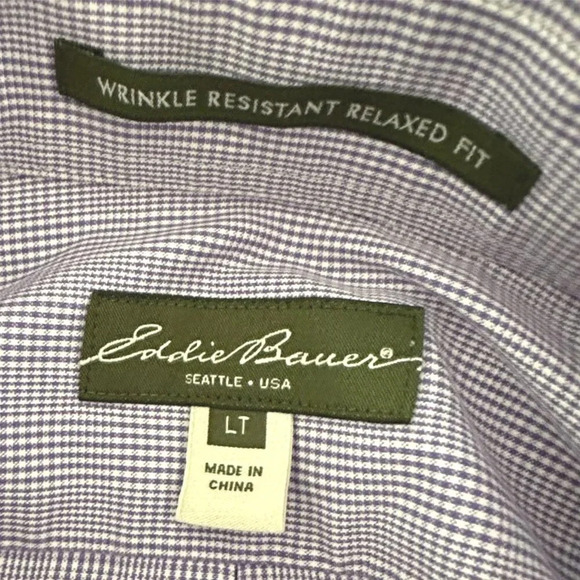 WRINKLE RESISTANT RELAXED FIT
Eddie Bauer®
SEATTLE • USA
LT
MADE IN
CHINA